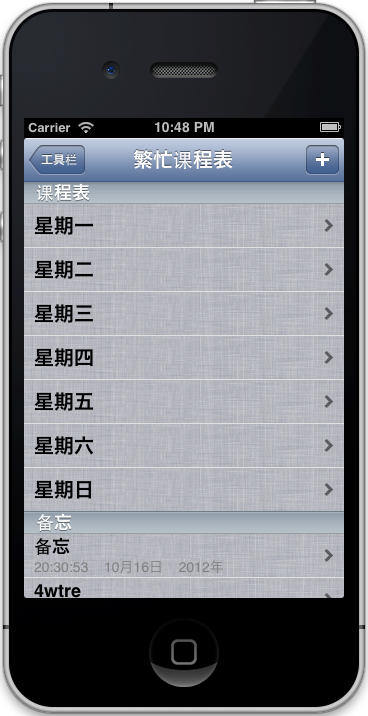 Carrier 10:48 PM
工具栏 繁忙课程表 +
课程表
星期一
星期二
星期三
星期四
星期五
星期六
星期日
备忘
备忘
20:30:53 10月16日 2012年
4wtre